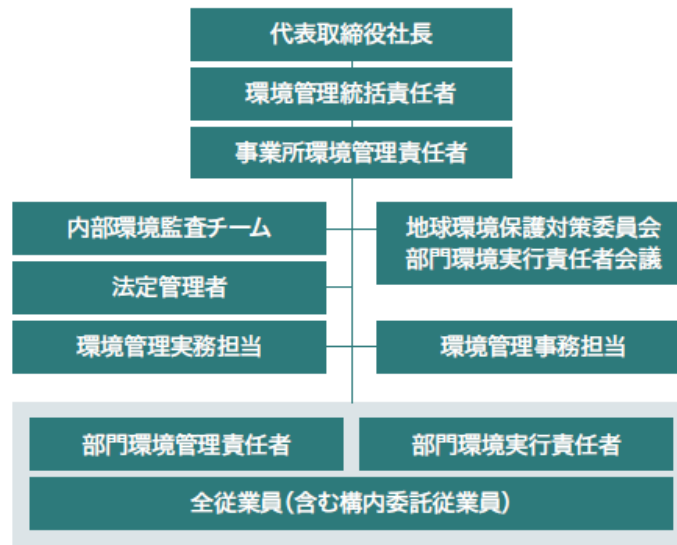 代表取締役社長
環境管理統括責任者
事業所環境管理責任者
内部環境監査チーム
地球環境保護対策委員会
部門環境実行責任者会議
法定管理者
環境管理実務担当
環境管理事務担当
部門環境管理責任者
部門環境実行責任者
全従業員(含む構内委託従業員)